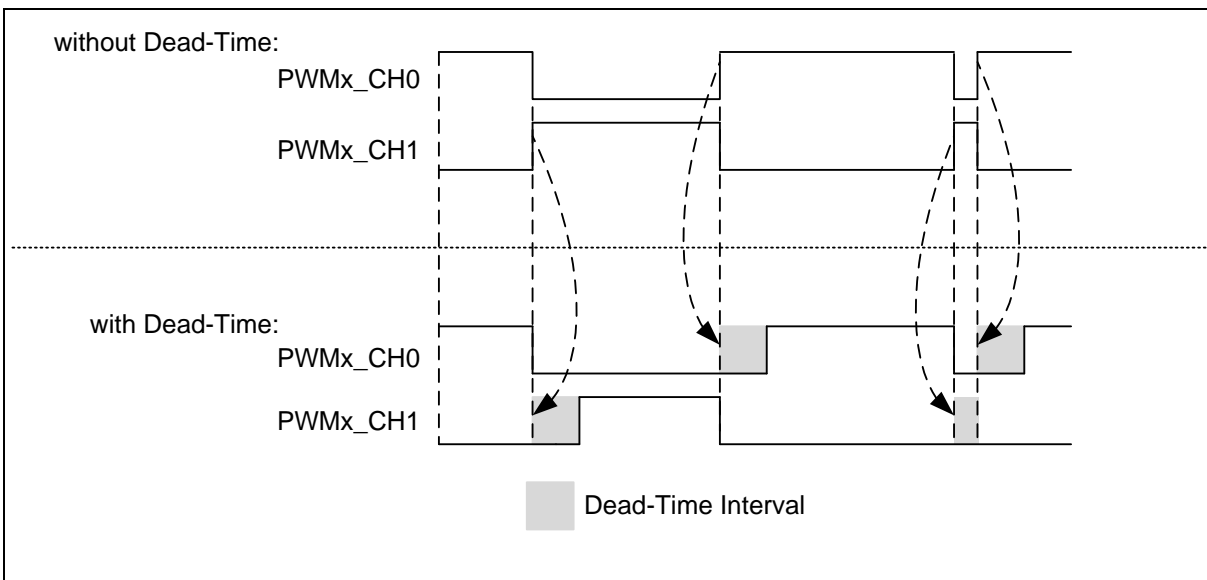 without Dead-Time:
PWMx_CH0
PWMx_CH1
with Dead-Time:
PWMx_CH0
PWMx_CH1
Dead-Time Interval